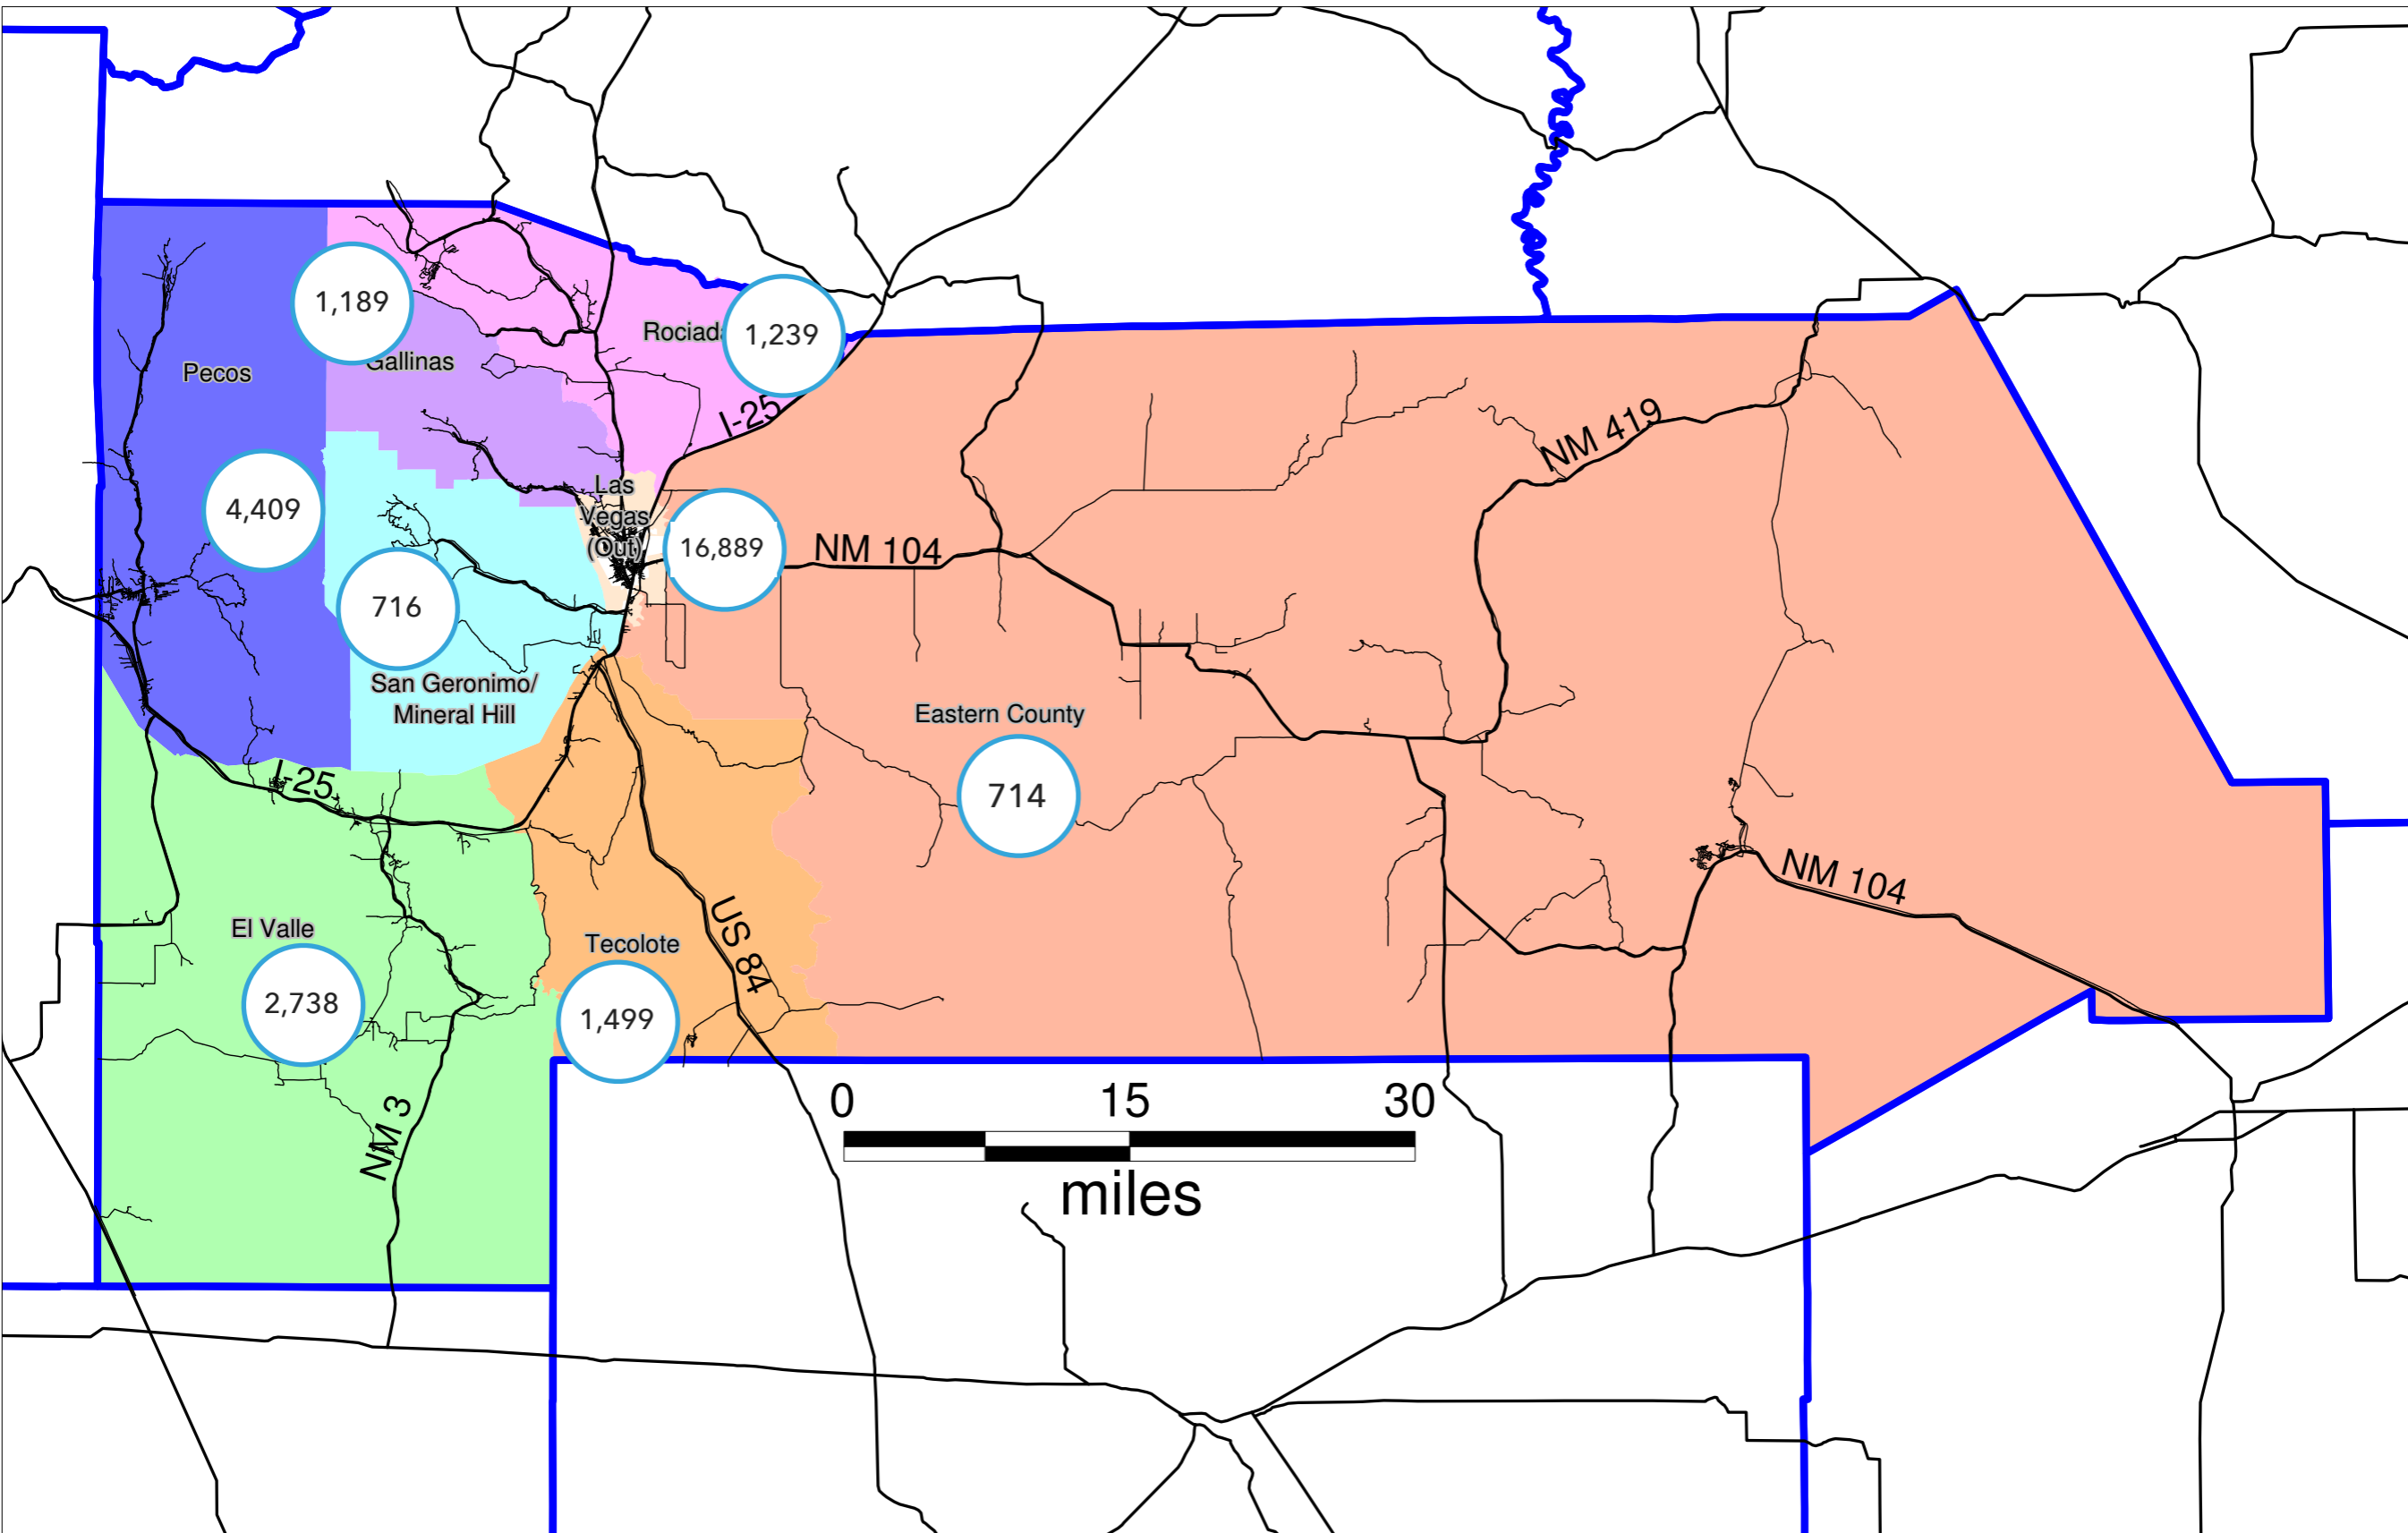 1,189
Rociada
1,239
Gallinas
Pecos
I-25
NM 419
Las
Vegas
(Out)
4,409
16,889
NM 104
716
San Geronimo/
Mineral Hill
Eastern County
I-25
714
NM 104
US 84
El Valle
Tecolote
2,738
1,499
NM 3
0 15 30
miles